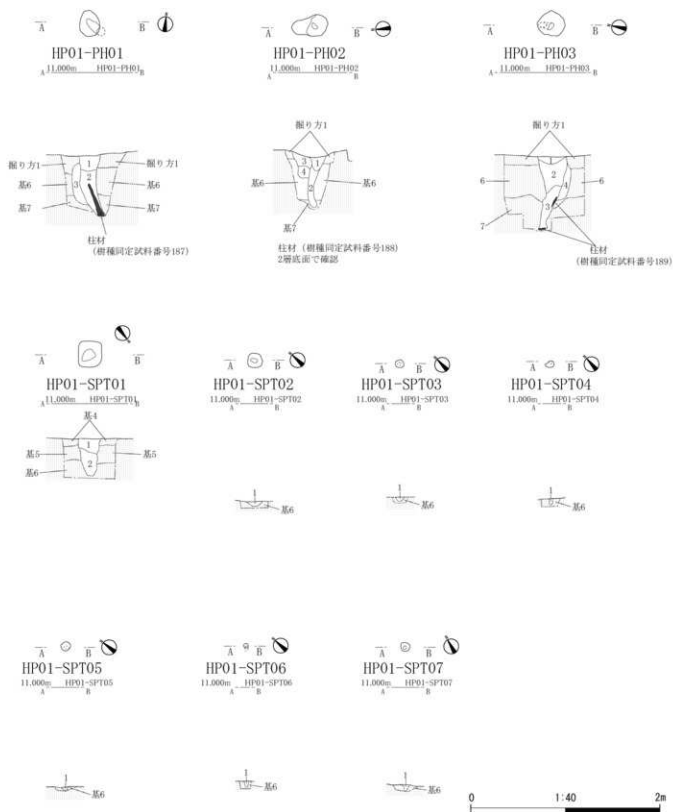 A B
HP01-PH01
11.000m HP01-PH01
A B
掘り方1
掘り方1
1
2
3
基6
基6
基7
基7
柱材
(樹種同定試料番号187)
A B
HP01-PH02
11.000m HP01-PH02
A B
掘り方1
3
1
4
2
基6
基6
基7
柱材(樹種同定試料番号188)
2層底面で確認
A B
HP01-PH03
11.000m HP01-PH03
A B
掘り方1
2
4
3
6
6
7
柱材
(樹種同定試料番号189)
A B
HP01-SPT01
11.000m HP01-SPT01
A B
基4
1
2
基5
基5
基6
A B
HP01-SPT02
11.000m HP01-SPT02
A B
1
基6
A B
HP01-SPT03
11.000m HP01-SPT03
A B
1
基6
A B
HP01-SPT04
11.000m HP01-SPT04
A B
1
基6
A B
HP01-SPT05
11.000m HP01-SPT05
A B
1
基6
A B
HP01-SPT06
11.000m HP01-SPT06
A B
1
基6
A B
HP01-SPT07
11.000m HP01-SPT07
A B
1
基6
0 1:40 2m